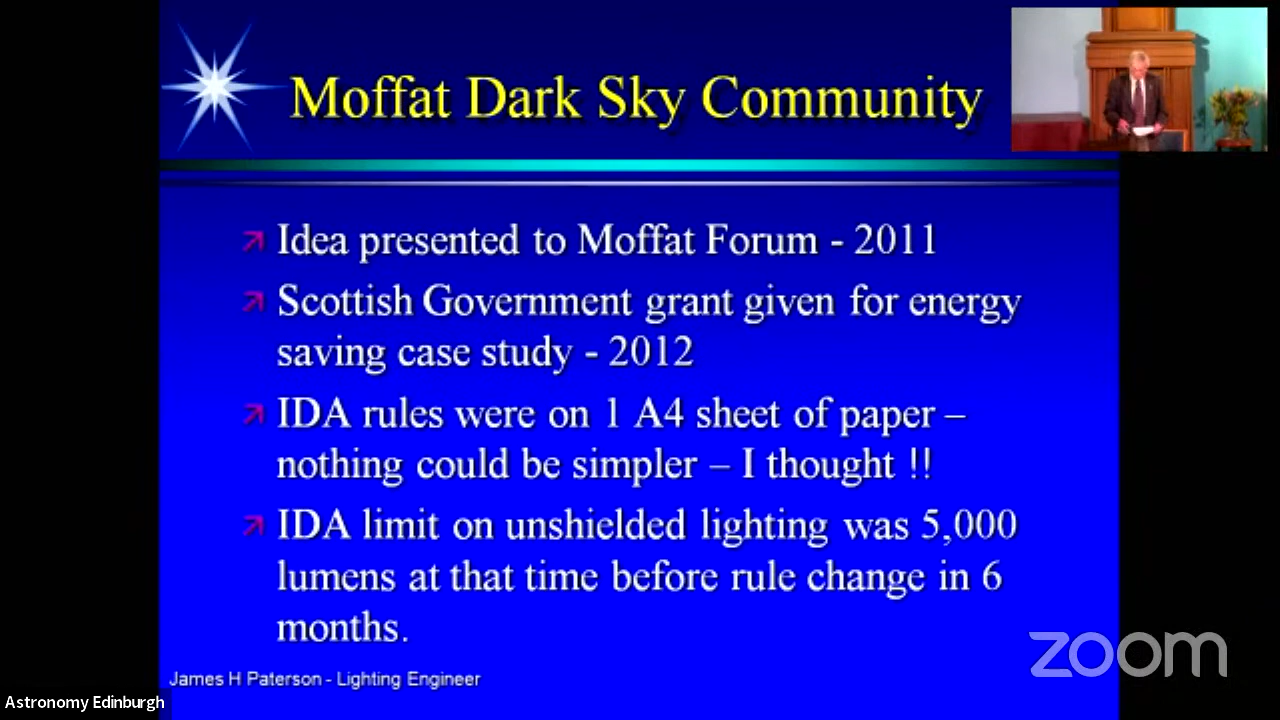 Moffat Dark Sky Community
Idea presented to Moffat Forum - 2011
Scottish Government grant given for energy
saving case study - 2012
IDA rules were on 1 A4 sheet of paper –
nothing could be simpler – I thought !!
IDA limit on unshielded lighting was 5,000
lumens at that time before rule change in 6
months.
zoom
James H Paterson - Lighting Engineer
Astronomy Edinburgh